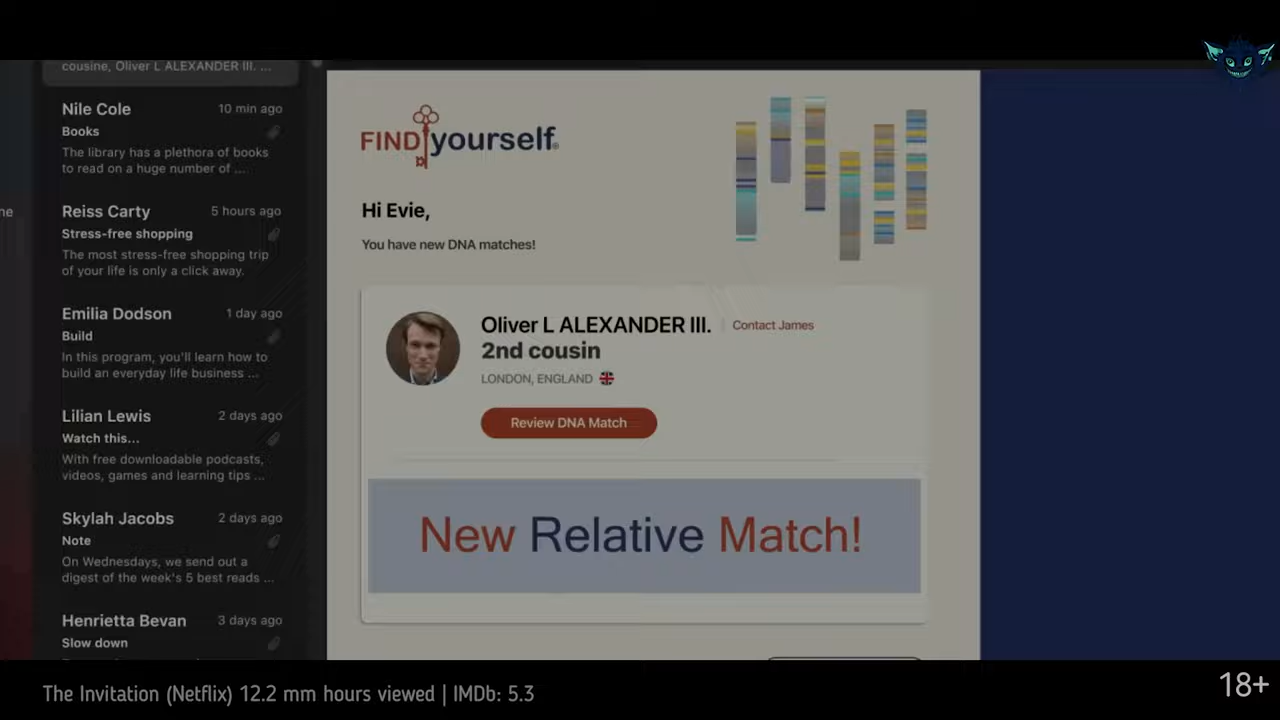 cousine, Oliver L ALEXANDER III. ...
Nile Cole 10 min ago
Books
The library has a plethora of books
to read on a huge number of ...
ne
Reiss Carty 5 hours ago
Stress-free shopping
The most stress-free shopping trip
of your life is only a click away.
Emilia Dodson 1 day ago
Build
In this program, you'll learn how to
build an everyday life business ...
Lilian Lewis 2 days ago
Watch this...
With free downloadable podcasts,
videos, games and learning tips ...
Skylah Jacobs 2 days ago
Note
On Wednesdays, we send out a
digest of the week's 5 best reads ...
Henrietta Bevan 3 days ago
Slow down
FIND yourself®
Hi Evie,
You have new DNA matches!
Oliver L ALEXANDER III. | Contact James
2nd cousin
LONDON, ENGLAND
Review DNA Match
New Relative Match!
The Invitation (Netflix) 12.2 mm hours viewed | IMDb: 5.3
18+